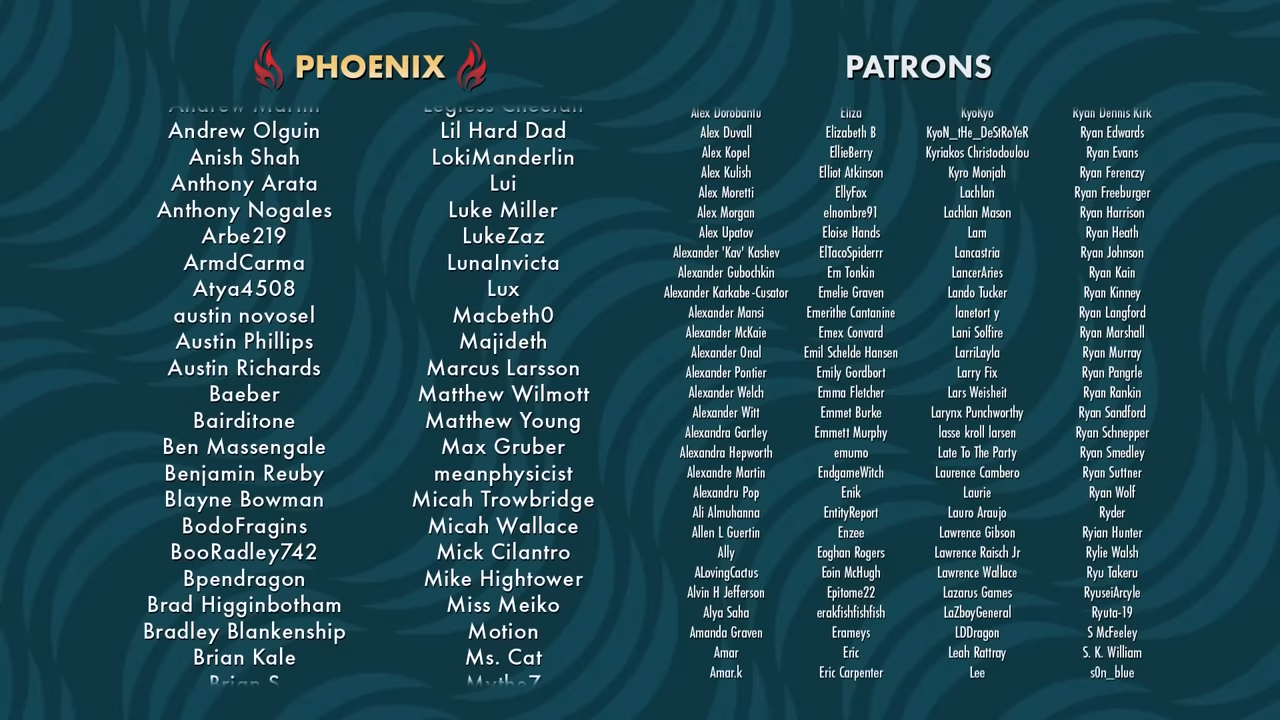 PHOENIX
Andrew Martin
Andrew Olguin
Anish Shah
Anthony Arata
Anthony Nogales
Arbe219
ArmdCarma
Atya4508
austin novosel
Austin Phillips
Austin Richards
Baeber
Bairditone
Ben Massengale
Benjamin Reuby
Blayne Bowman
BodoFragins
BooRadley742
Bpendragon
Brad Higginbotham
Bradley Blankenship
Brian Kale
Brian S
Legless Cheetah
Lil Hard Dad
LokiManderlin
Lui
Luke Miller
LukeZaz
LunaInvicta
Lux
Macbeth0
Majideth
Marcus Larsson
Matthew Wilmott
Matthew Young
Max Gruber
meanphysicist
Micah Trowbridge
Micah Wallace
Mick Cilantro
Mike Hightower
Miss Meiko
Motion
Ms. Cat
Mythe7
PATRONS
Alex Dorobantu
Alex Duvall
Alex Kopel
Alex Kulish
Alex Moretti
Alex Morgan
Alex Upatov
Alexander 'Kav' Kashev
Alexander Gubochkin
Alexander Karkabe-Cusator
Alexander Mansi
Alexander McKaie
Alexander Onal
Alexander Pontier
Alexander Welch
Alexander Witt
Alexandra Gartley
Alexandra Hepworth
Alexandre Martin
Alexandru Pop
Ali Almuhanna
Allen L Guertin
Ally
ALovingCactus
Alvin H Jefferson
Alya Saha
Amanda Graven
Amar
Amar.k
Eliza
Elizabeth B
EllieBerry
Elliot Atkinson
EllyFox
elnombre91
Eloise Hands
ElTacoSpiderr
Em Tonkin
Emelie Graven
Emerithe Cantanine
Emex Convard
Emil Schelde Hansen
Emily Gordbort
Emma Fletcher
Emmet Burke
Emmett Murphy
emumo
EndgameWitch
Enik
EntityReport
Enzee
Eoghan Rogers
Eoin McHugh
Epitome22
erakfishfishfish
Erameys
Eric
Eric Carpenter
KyoKyo
KyoN_tHe_DeStRoYeR
Kyriakos Christodoulou
Kyro Monjah
Lachlan
Lachlan Mason
Lam
Lancastria
LancerAries
Lando Tucker
lanetort y
Lani Solfire
LarriLayla
Larry Fix
Lars Weisheit
Larynx Punchworthy
lasse kroll larsen
Late To The Party
Laurence Cambero
Laurie
Lauro Araujo
Lawrence Gibson
Lawrence Raisch Jr
Lawrence Wallace
Lazarus Games
LaZboyGeneral
LDDragon
Leah Rattray
Lee
Ryan Dennis Kirk
Ryan Edwards
Ryan Evans
Ryan Ferenczy
Ryan Freeburger
Ryan Harrison
Ryan Heath
Ryan Johnson
Ryan Kain
Ryan Kinney
Ryan Langford
Ryan Marshall
Ryan Murray
Ryan Pangrle
Ryan Rankin
Ryan Sandford
Ryan Schnepper
Ryan Smedley
Ryan Suttner
Ryan Wolf
Ryder
Ryian Hunter
Rylie Walsh
Ryu Takeru
RyuseiArcyle
Ryuta-19
S McFeeley
S. K. William
s0n_blue